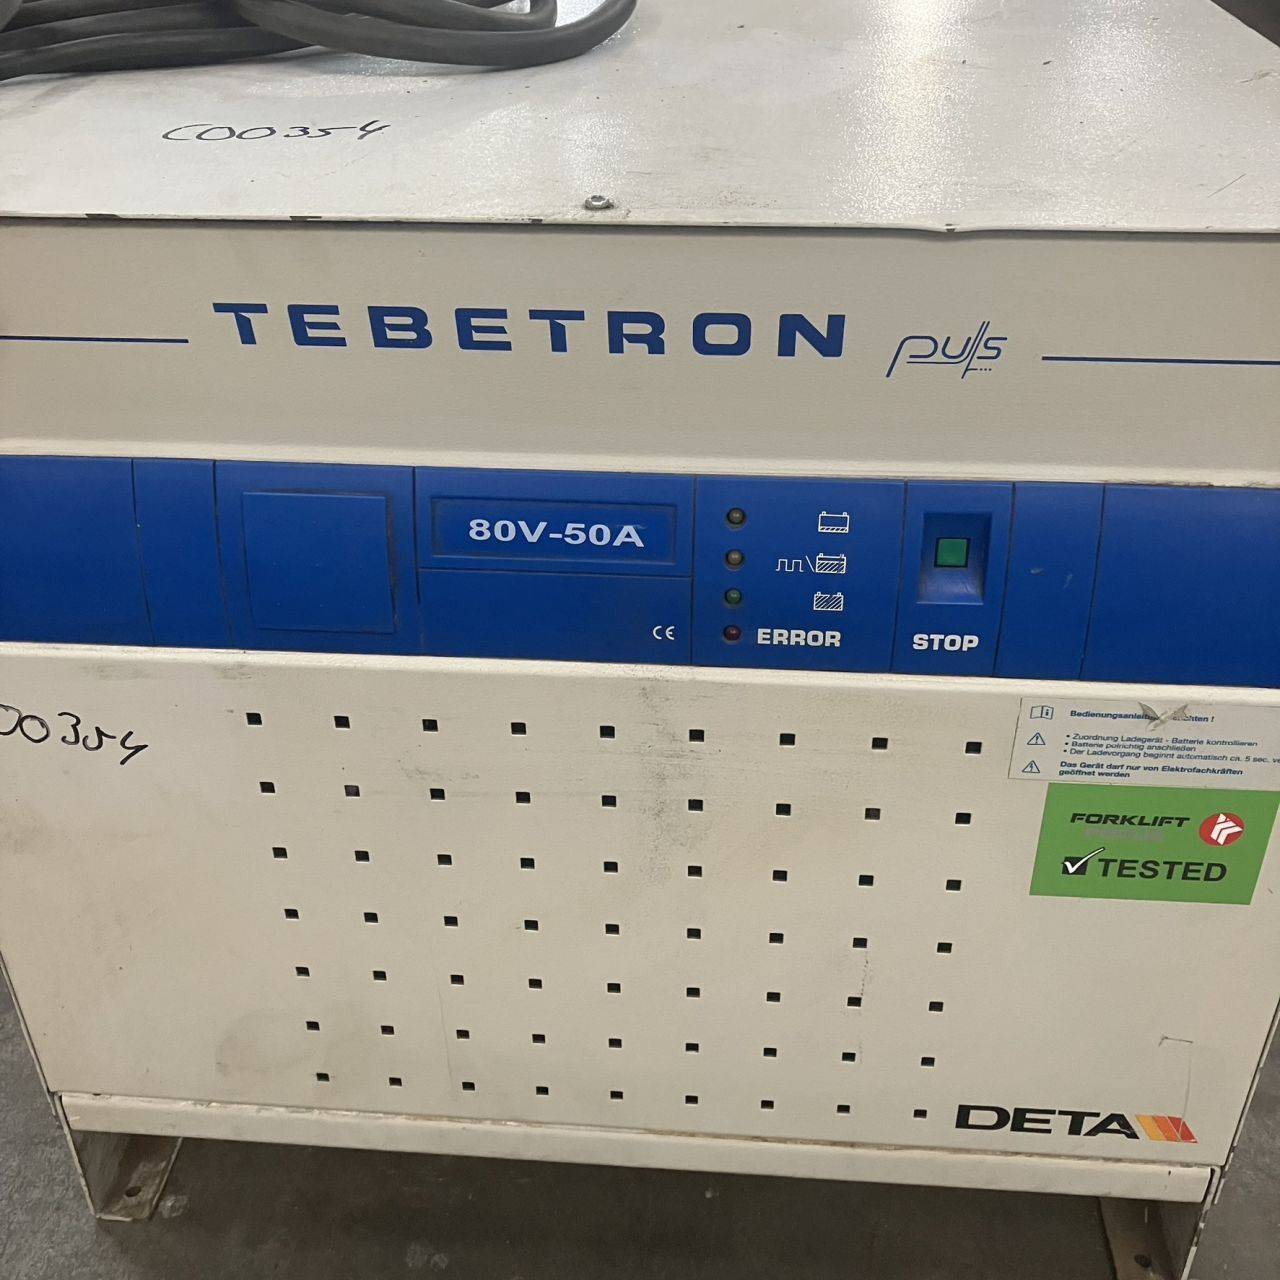 C00354
TEBETRON puls
80V-50A
CE
ERROR
STOP
00354
Bedienungsanleitung !
• Zuordnung Ladegerät - Batterie kontrollieren
• Batterie polrichtig anschließen
• Der Ladevorgang beginnt automatisch ca. 5 sec.
Das Gerät darf nur von Elektrofachkräften
geöffnet werden
FORKLIFT
TESTED
DETA